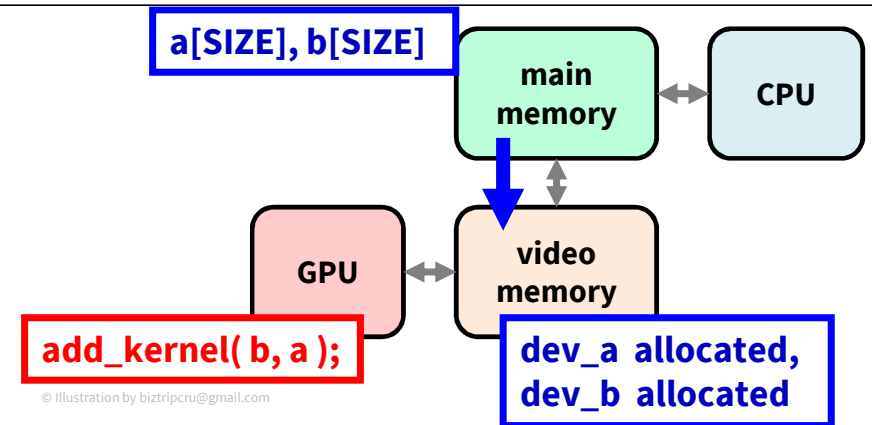 a[SIZE], b[SIZE]
main
memory
CPU
GPU
video
memory
add_kernel( b, a );
dev_a allocated,
dev_b allocated
© Illustration by biztripcru@gmail.com